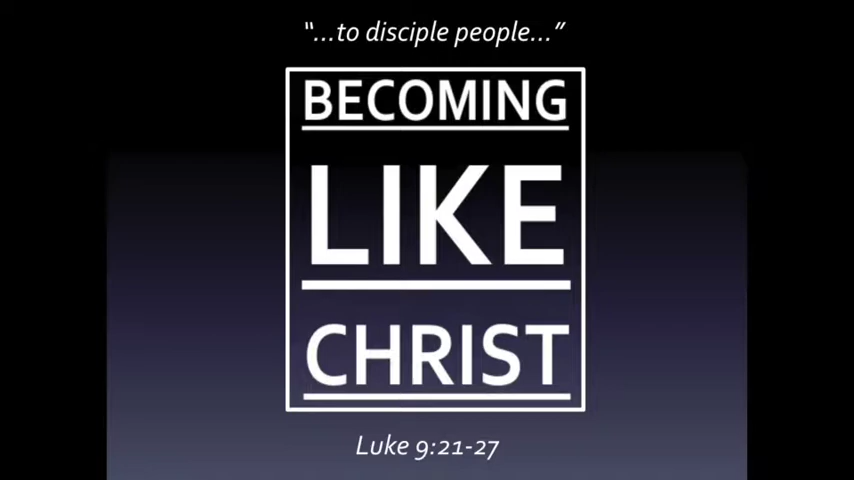 “...to disciple people...”
BECOMING
LIKE
CHRIST
Luke 9:21-27